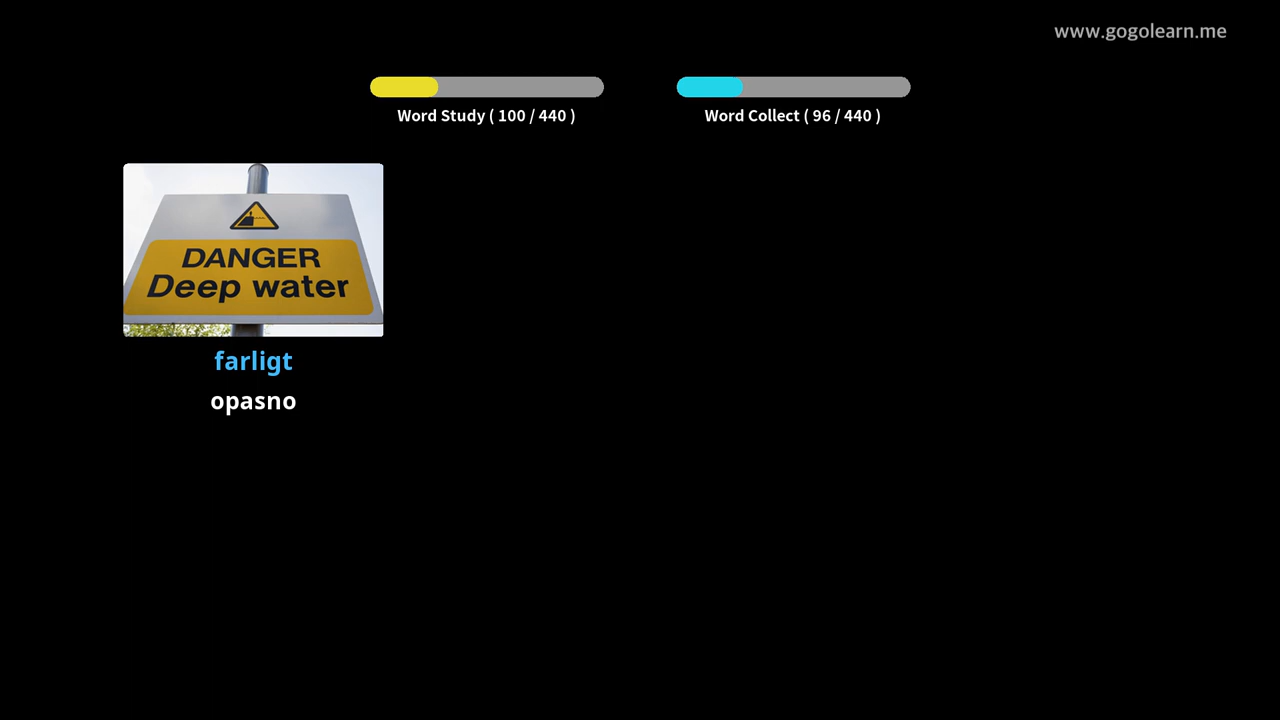 www.gogolearn.me
Word Study ( 100 / 440 )
Word Collect ( 96 / 440 )
DANGER
Deep water
farligt
opasno